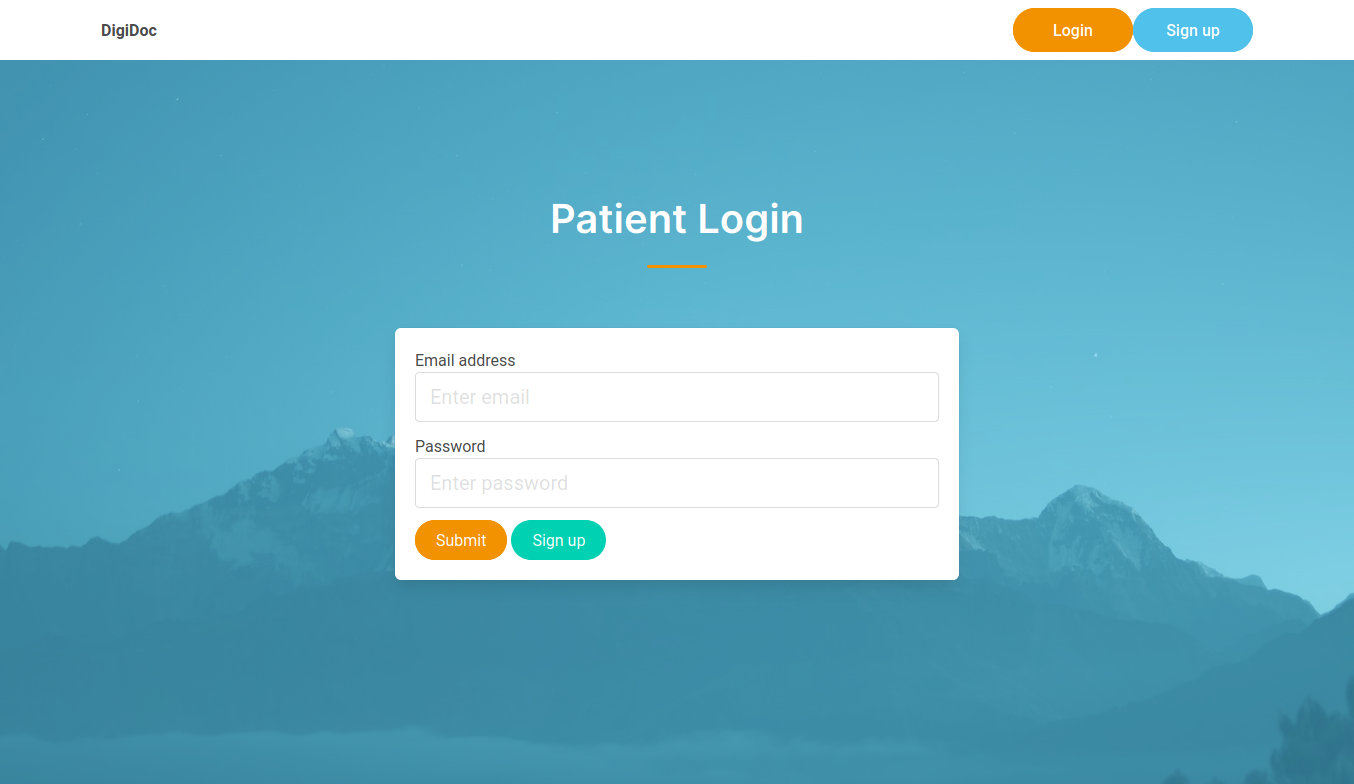 DigiDoc
Login
Sign up
Patient Login
Email address
Enter email
Password
Enter password
Submit
Sign up